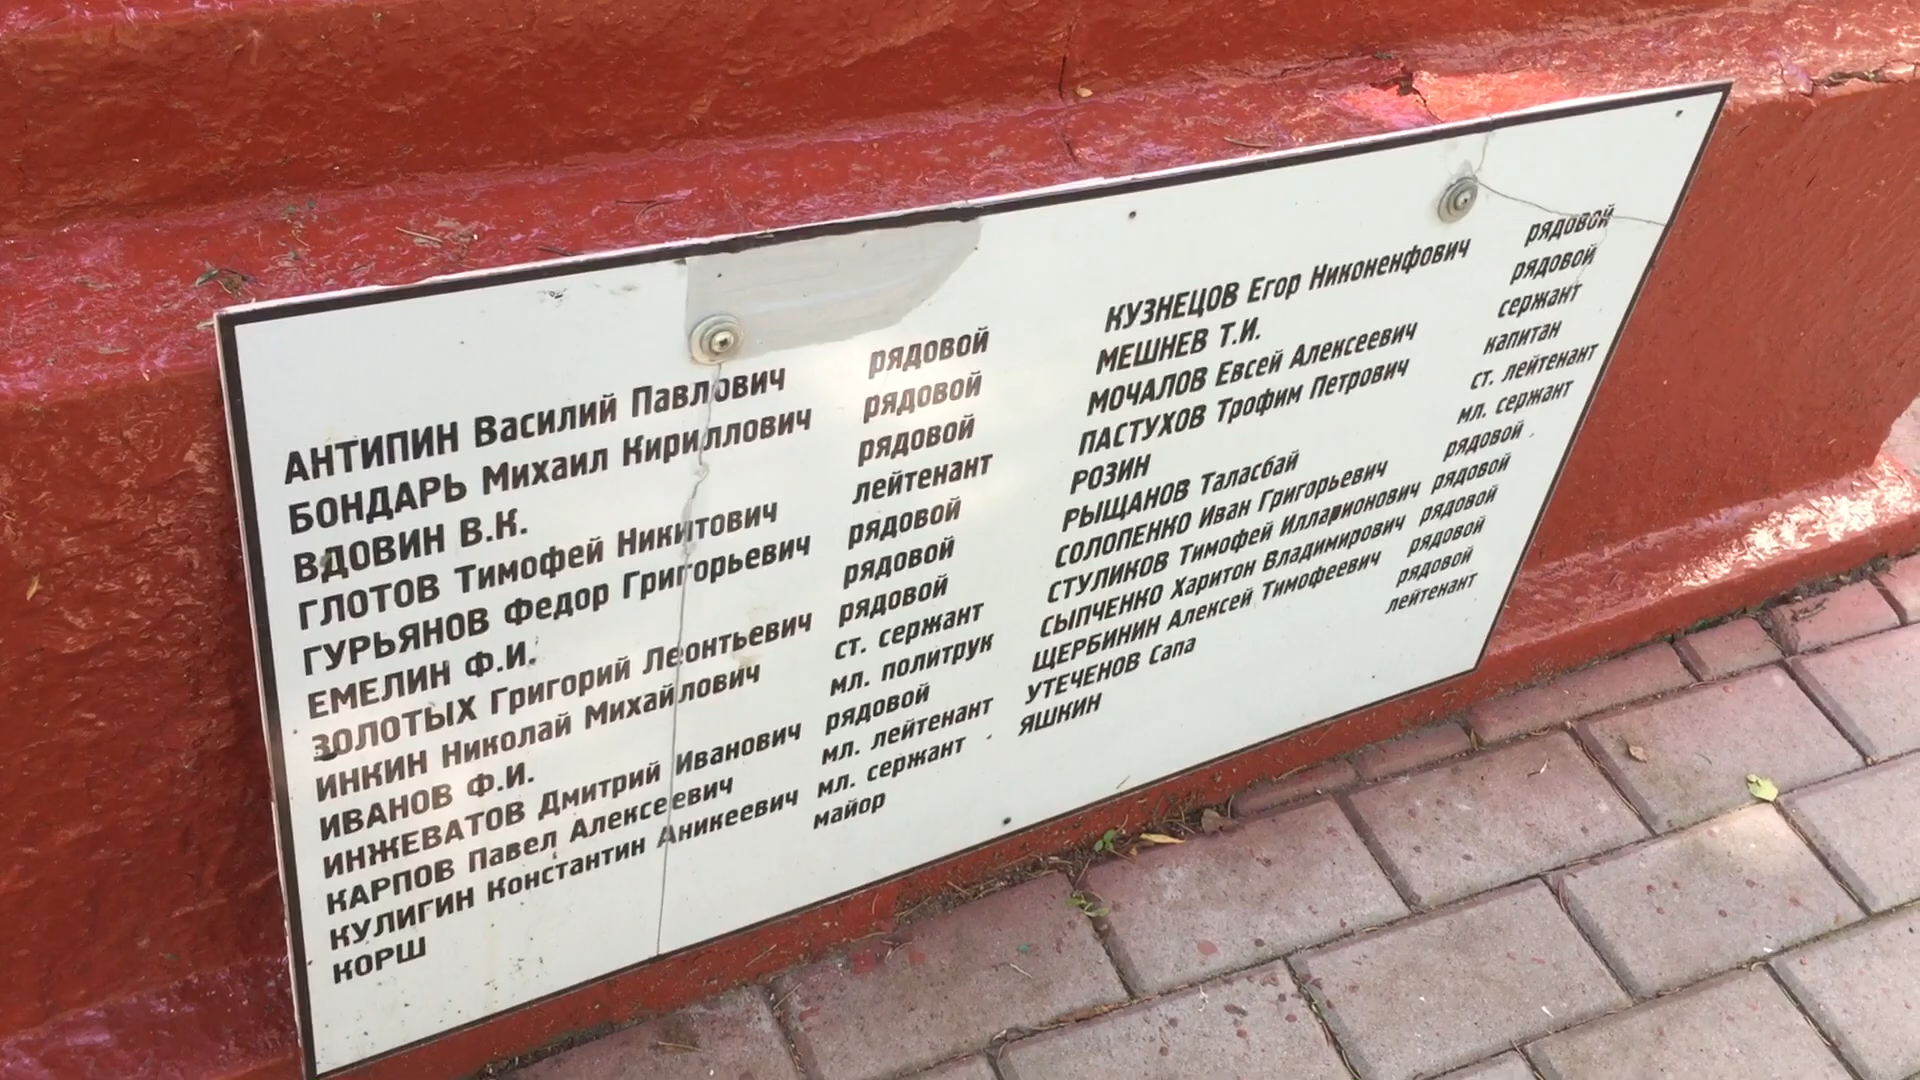 АНТИПИН Василий Павлович рядовой
БОНДАРЬ Михаил Кириллович рядовой
ВДОВИН В.К. рядовой
ГЛОТОВ Тимофей Никитович лейтенант
ГУРЬЯНОВ Федор Григорьевич рядовой
ЕМЕЛИН Ф.И. рядовой
ЗОЛОТЫХ Григорий Леонтьевич рядовой
ИНКИН Николай Михайлович ст. сержант
ИВАНОВ Ф.И. мл. политрук
ИНЖЕВАТОВ Дмитрий Иванович рядовой
КАРПОВ Павел Алексеевич мл. лейтенант
КУЛИГИН Константин Аникеевич мл. сержант
КОРШ майор
КУЗНЕЦОВ Егор Никоненфович рядовой
МЕШНЕВ Т.И. рядовой
МОЧАЛОВ Евсей Алексеевич сержант
ПАСТУХОВ Трофим Петрович капитан
РОЗИН ст. лейтенант
РЫЩАНОВ Таласбай мл. сержант
СОЛОПЕНКО Иван Григорьевич рядовой
СТУЛИКОВ Тимофей Илларионович рядовой
СЫПЧЕНКО Харитон Владимирович рядовой
ЩЕРБИНИН Алексей Тимофеевич рядовой
УТЕЧЕНОВ Сапа рядовой
ЯШКИН лейтенант